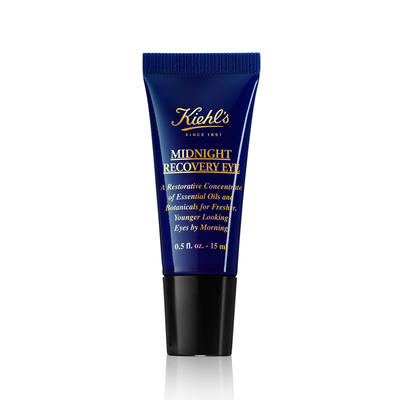 Kiehl's
SINCE 1851
MIDNIGHT
RECOVERY EYE
A Restorative Concentrate
of Essential Oils and
Botanicals for Fresher,
Younger Looking
Eyes by Morning
0.5 fl. oz. - 15 ml